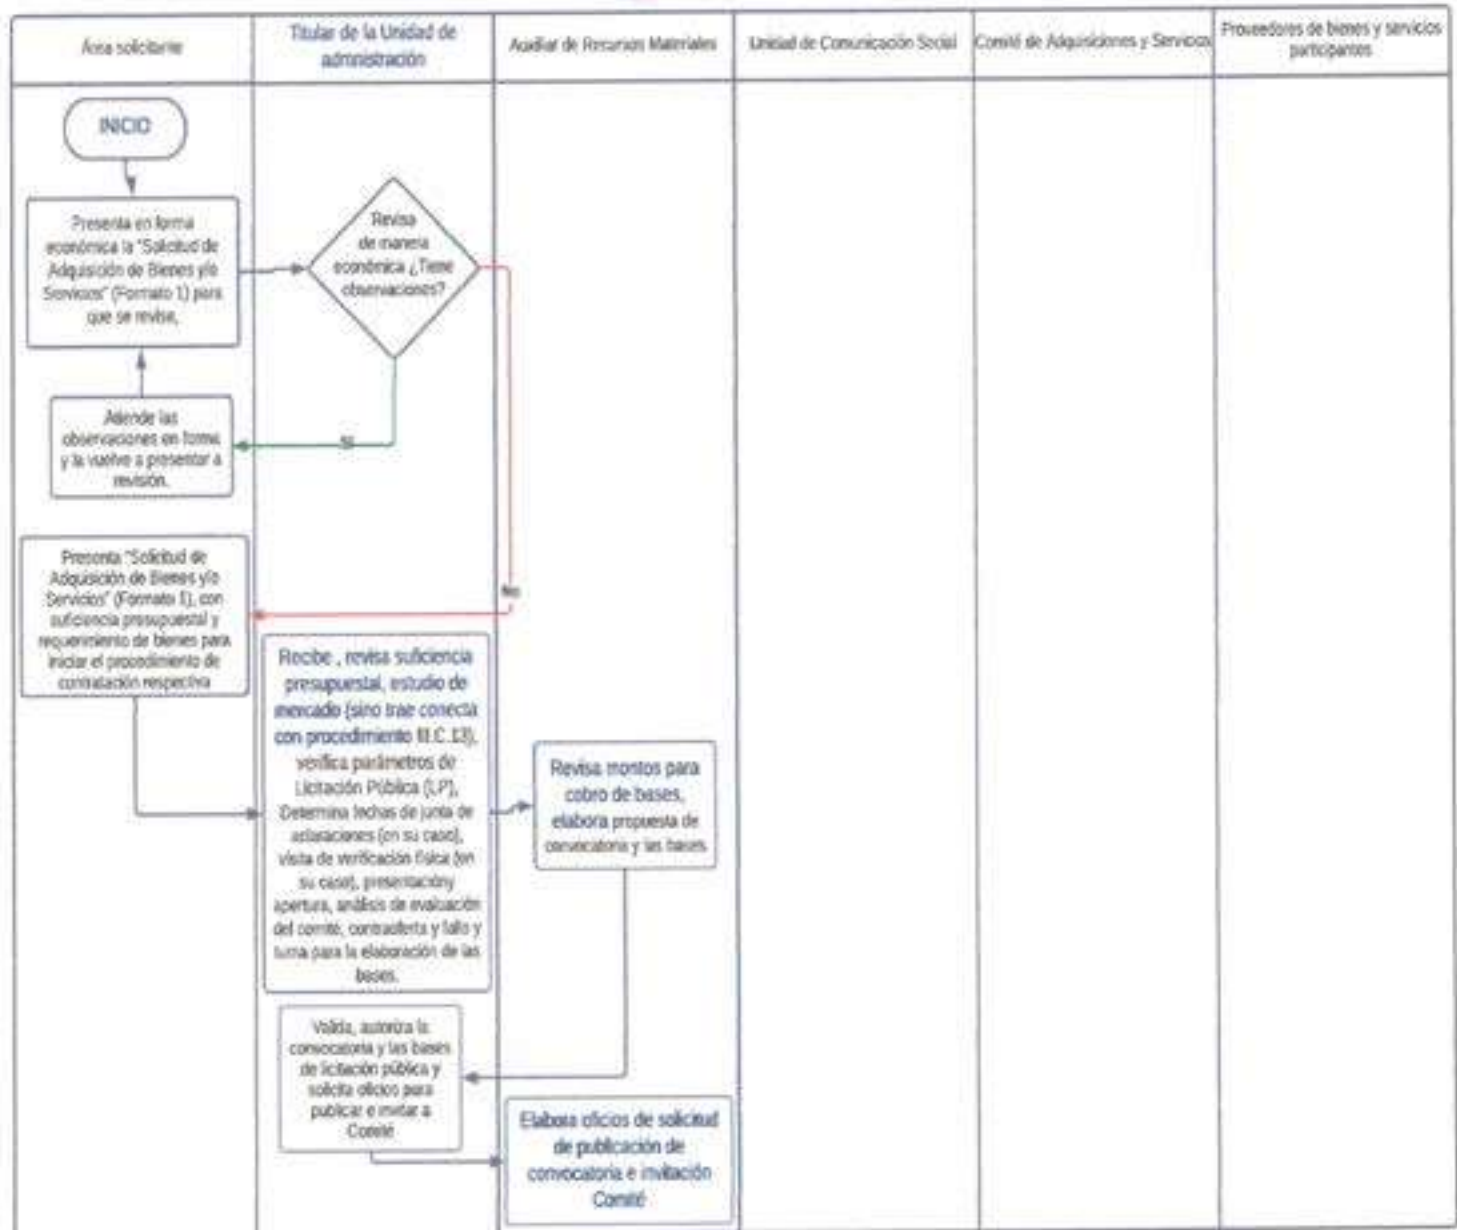 Área solicitante
Titular de la Unidad de
admnistración
Auxiliar de Recursos Materiales
Unidad de Comunicación Social
Comité de Adquisiciones y Servicios
Proveedores de bienes y servicios
participantes
INICIO
Presenta en forma
económica la "Solicitud de
Adquisición de Bienes y/o
Servicios" (Formato 1) para
que se revise,
Revisa
de manera
económica ¿Tiene
observaciones?
Atiende las
observaciones en forma
y la vuelve a presentar a
revisión.
Si
No
Presenta "Solicitud de
Adquisición de Bienes y/o
Servicios" (Formato 1), con
suficiencia presupuestal y
requerimiento de bienes para
iniciar el procedimiento de
contratación respectiva
Recibe , revisa suficiencia
presupuestal, estudio de
mercado (sino trae conecta
con procedimiento III.C.13),
verifica parámetros de
Licitación Pública (LP),
Determina fechas de junta de
aclaraciones (en su caso),
visita de verificación física (en
su caso), presentacióny
apertura, análisis de evaluación
del comité, contraoferta y fallo y
turna para la elaboración de las
bases.
Revisa montos para
cobro de bases,
elabora propuesta de
convocatoria y las bases
Valida, autoriza la
convocatoria y las bases
de licitación pública y
solicita oficios para
publicar e invitar a
Comité
Elabora oficios de solicitud
de publicación de
convocatoria e invitación
Comité